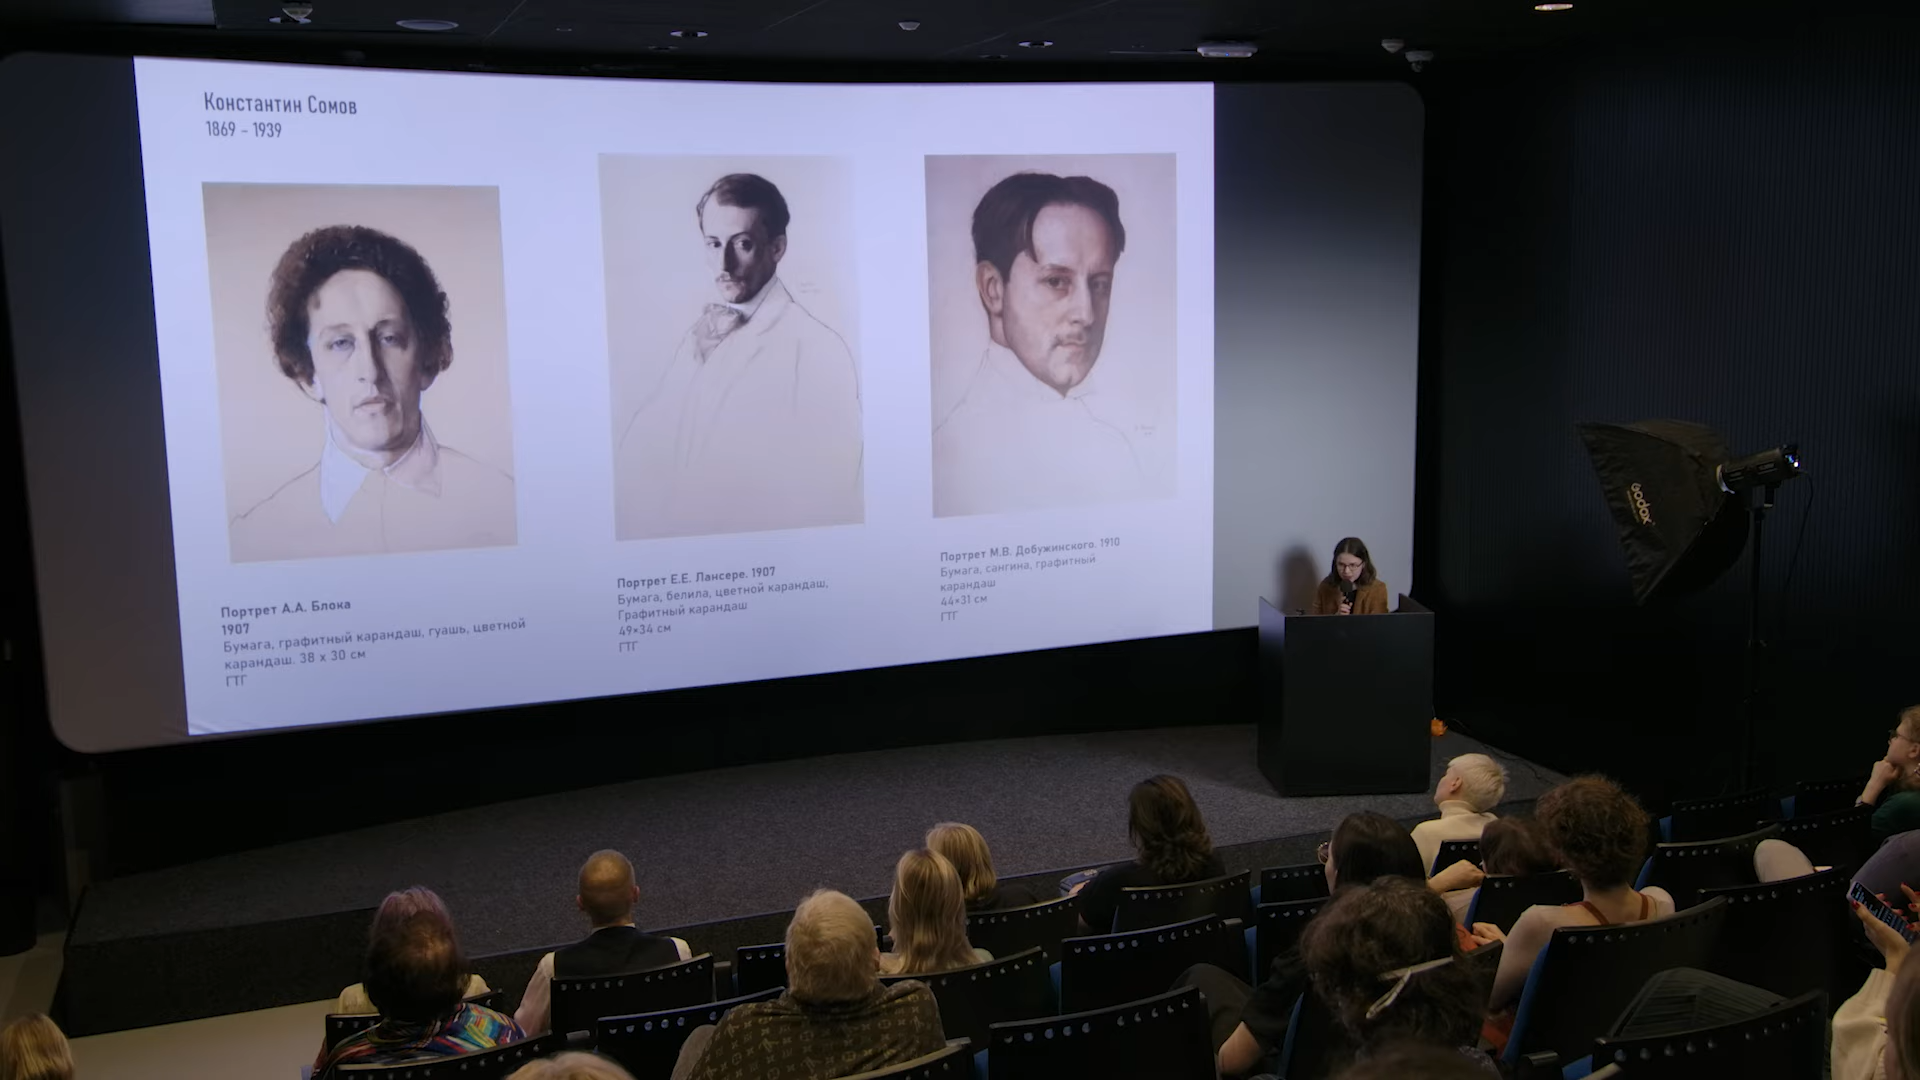 Константин Сомов
1869 – 1939
Портрет А.А. Блока
1907
Бумага, графитный карандаш, гуашь, цветной
карандаш. 38 х 30 см
ГТГ
Портрет Е.Е. Лансере. 1907
Бумага, белила, цветной карандаш,
Графитный карандаш
49*34 см
ГТГ
Портрет М.В. Добужинского. 1910
Бумага, сангина, графитный
карандаш
44*31 см
ГТГ
Godox